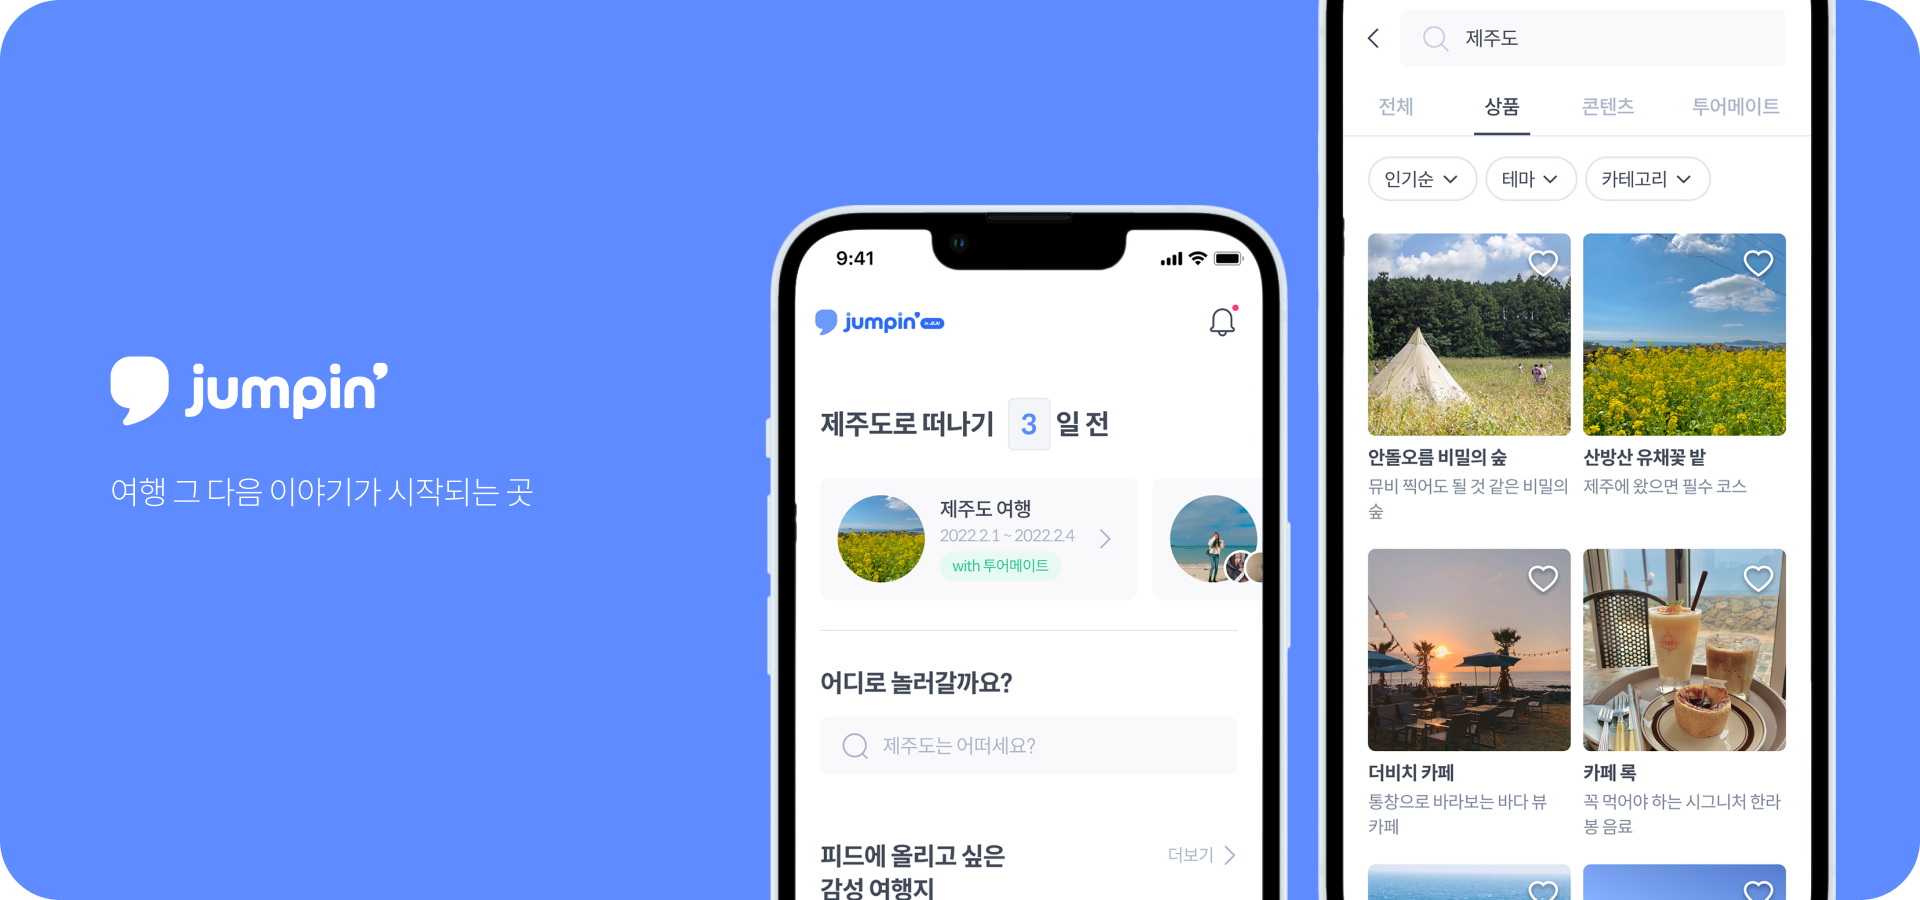 jumpin'
여행 그 다음 이야기가 시작되는 곳
9:41
jumpin' in JEJU
제주도로 떠나기 3 일 전
제주도 여행
2022.2.1 ~ 2022.2.4
with 투어메이트
어디로 놀러갈까요?
제주도는 어떠세요?
피드에 올리고 싶은
감성 여행지
더보기
제주도
전체 상품 콘텐츠 투어메이트
인기순 테마 카테고리
안돌오름 비밀의 숲
뮤비 찍어도 될 것 같은 비밀의
숲
산방산 유채꽃 밭
제주에 왔으면 필수 코스
더비치 카페
통창으로 바라보는 바다 뷰
카페
카페 록
꼭 먹어야 하는 시그니처 한라
봉 음료